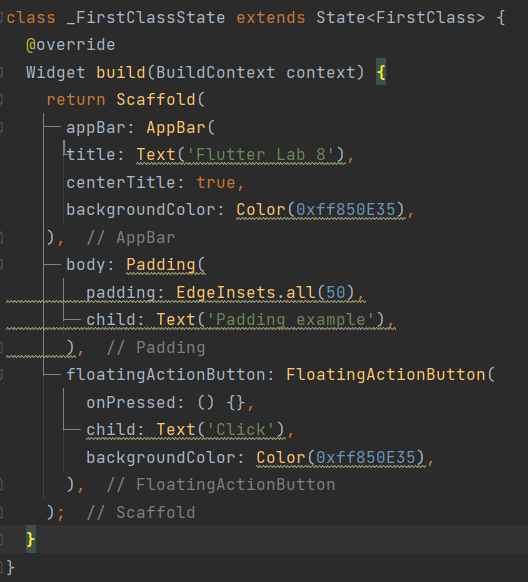 class _FirstClassState extends State<FirstClass> {
  @override
  Widget build(BuildContext context) {
    return Scaffold(
      appBar: AppBar(
      title: Text('Flutter Lab 8'),
      centerTitle: true,
      backgroundColor: Color(0xff850E35),
    ),  // AppBar
      body: Padding(
        padding: EdgeInsets.all(50),
        child: Text('Padding example'),
      ),  // Padding
      floatingActionButton: FloatingActionButton(
        onPressed: () {},
        child: Text('Click'),
        backgroundColor: Color(0xff850E35),
      ),  // FloatingActionButton
    );  // Scaffold
  }
}